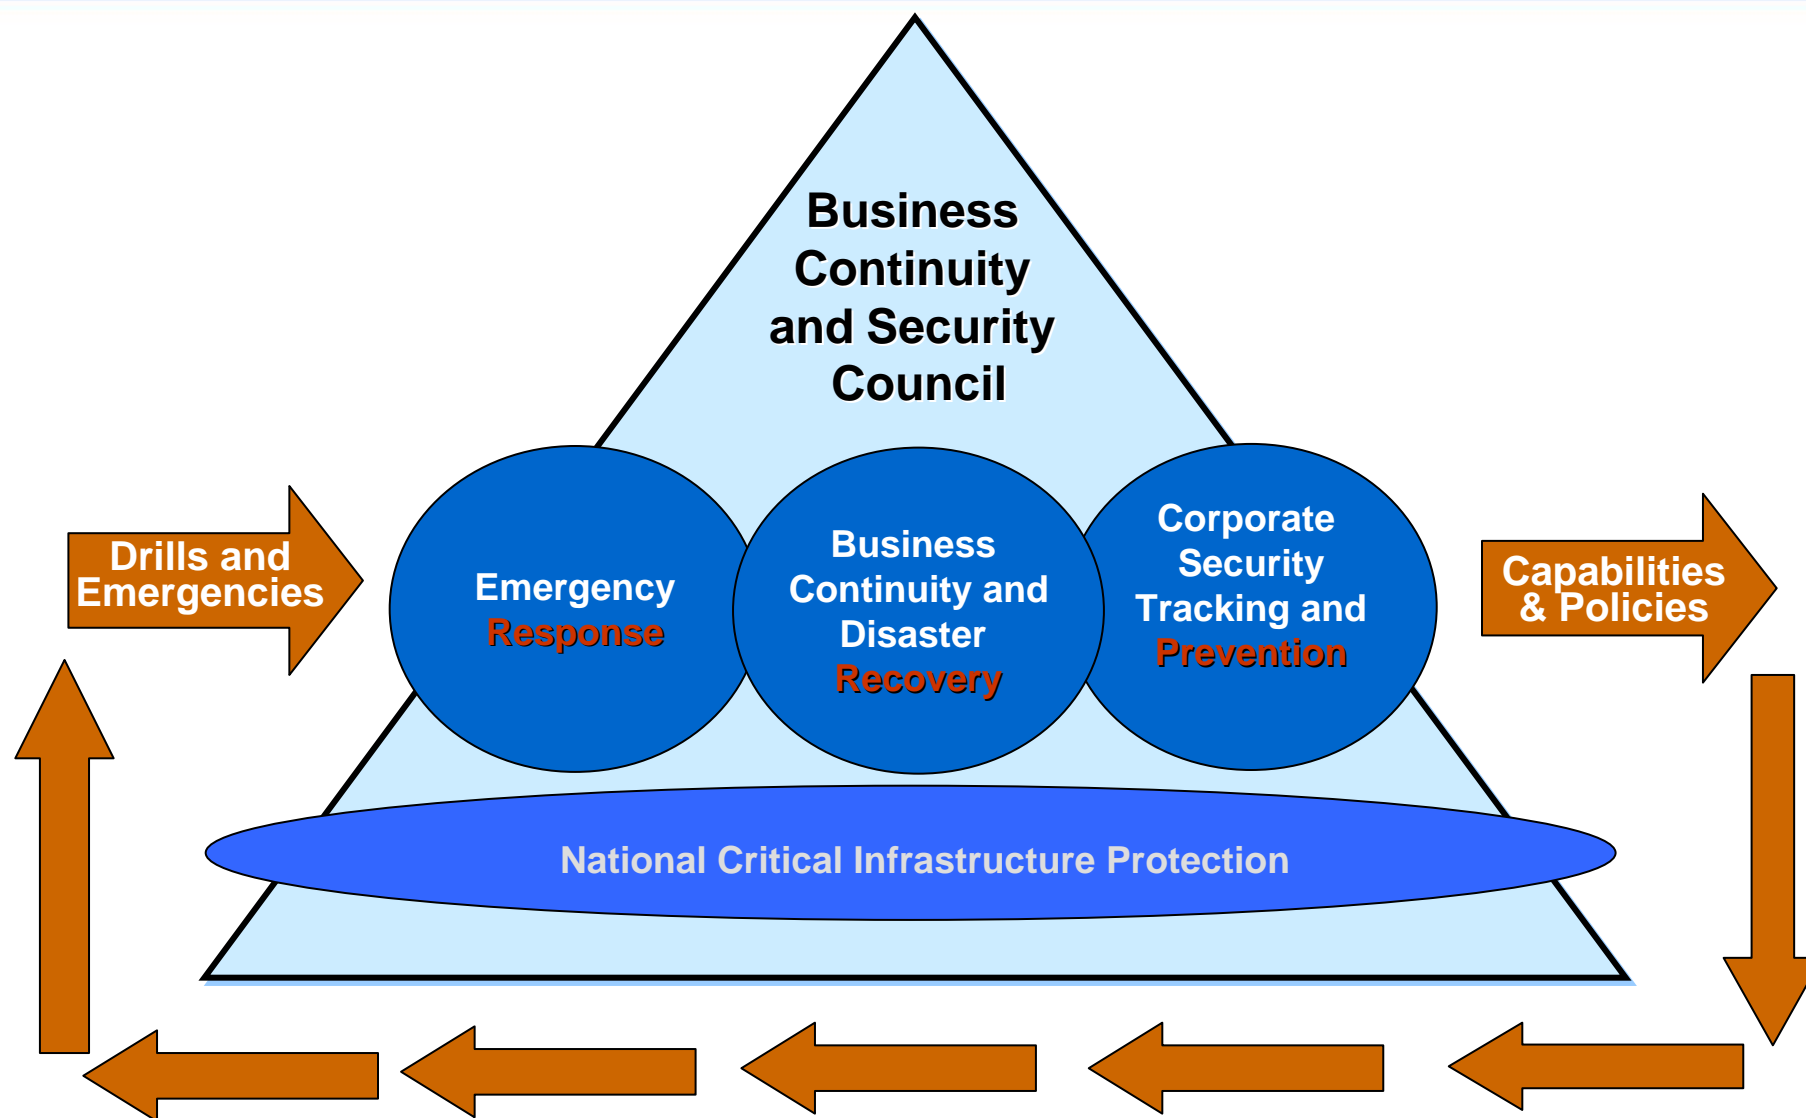 Business
Continuity
and Security
Council
Drills and
Emergencies
Emergency
Response
Business
Continuity and
Disaster
Recovery
Corporate
Security
Tracking and
Prevention
Capabilities
& Policies
National Critical Infrastructure Protection